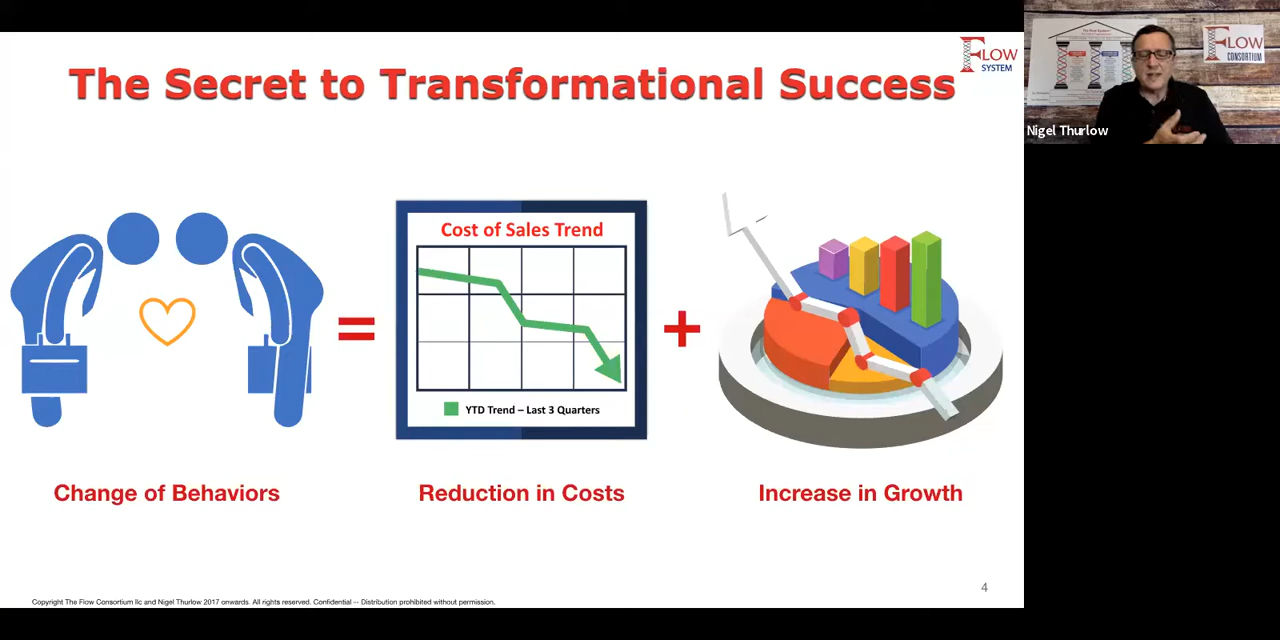 The Secret to Transformational Success
FLOW
SYSTEM
Cost of Sales Trend
YTD Trend – Last 3 Quarters
=
+
Change of Behaviors
Reduction in Costs
Increase in Growth
4
Copyright The Flow Consortium llc and Nigel Thurlow 2017 onwards. All rights reserved. Confidential -- Distribution prohibited without permission.
FLOW
CONSORTIUM
Nigel Thurlow